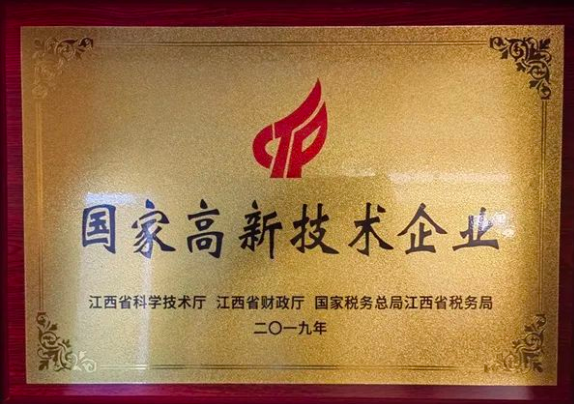 国家高新技术企业
江西省科学技术厅 江西省财政厅 国家税务总局江西省税务局
二〇一九年